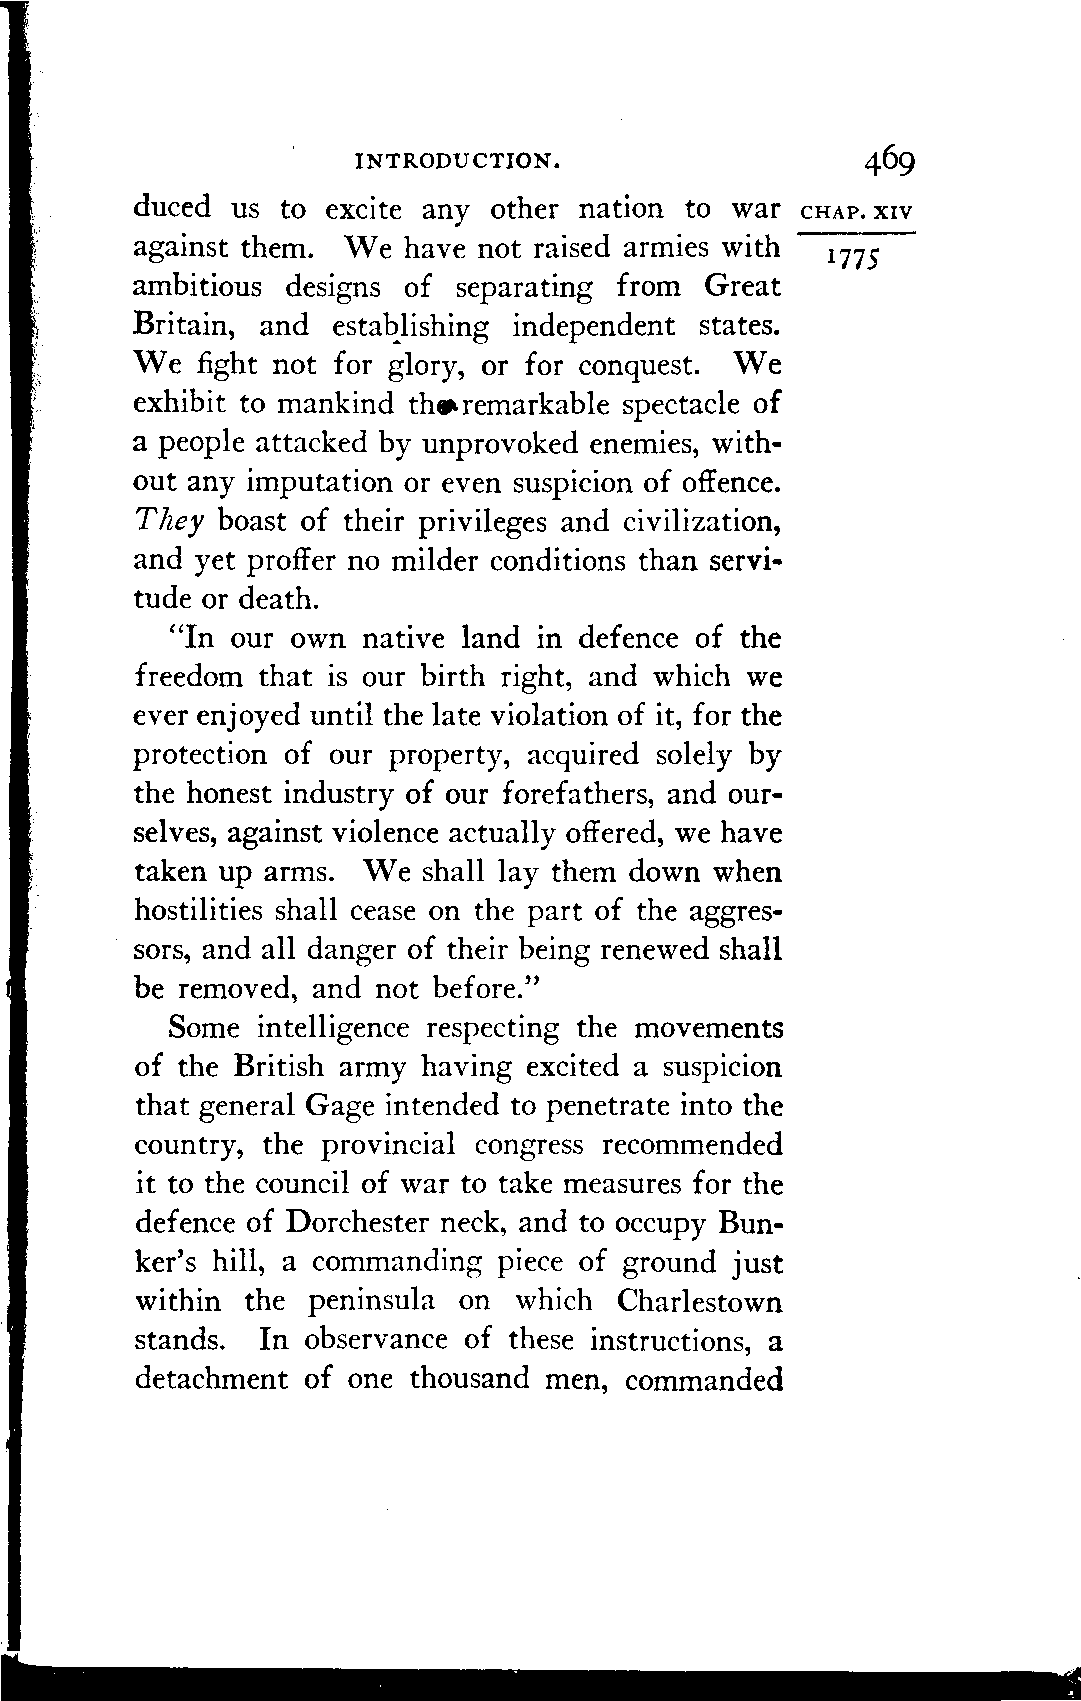 INTRODUCTION. 469
duced us to excite any other nation to war CHAP. XIV
against them. We have not raised armies with 1775
ambitious designs of separating from Great
Britain, and establishing independent states.
We fight not for glory, or for conquest. We
exhibit to mankind the remarkable spectacle of
a people attacked by unprovoked enemies, with-
out any imputation or even suspicion of offence.
They boast of their privileges and civilization,
and yet proffer no milder conditions than servi-
tude or death.
"In our own native land in defence of the
freedom that is our birth right, and which we
ever enjoyed until the late violation of it, for the
protection of our property, acquired solely by
the honest industry of our forefathers, and our-
selves, against violence actually offered, we have
taken up arms. We shall lay them down when
hostilities shall cease on the part of the aggres-
sors, and all danger of their being renewed shall
be removed, and not before."
Some intelligence respecting the movements
of the British army having excited a suspicion
that general Gage intended to penetrate into the
country, the provincial congress recommended
it to the council of war to take measures for the
defence of Dorchester neck, and to occupy Bun-
ker's hill, a commanding piece of ground just
within the peninsula on which Charlestown
stands. In observance of these instructions, a
detachment of one thousand men, commanded